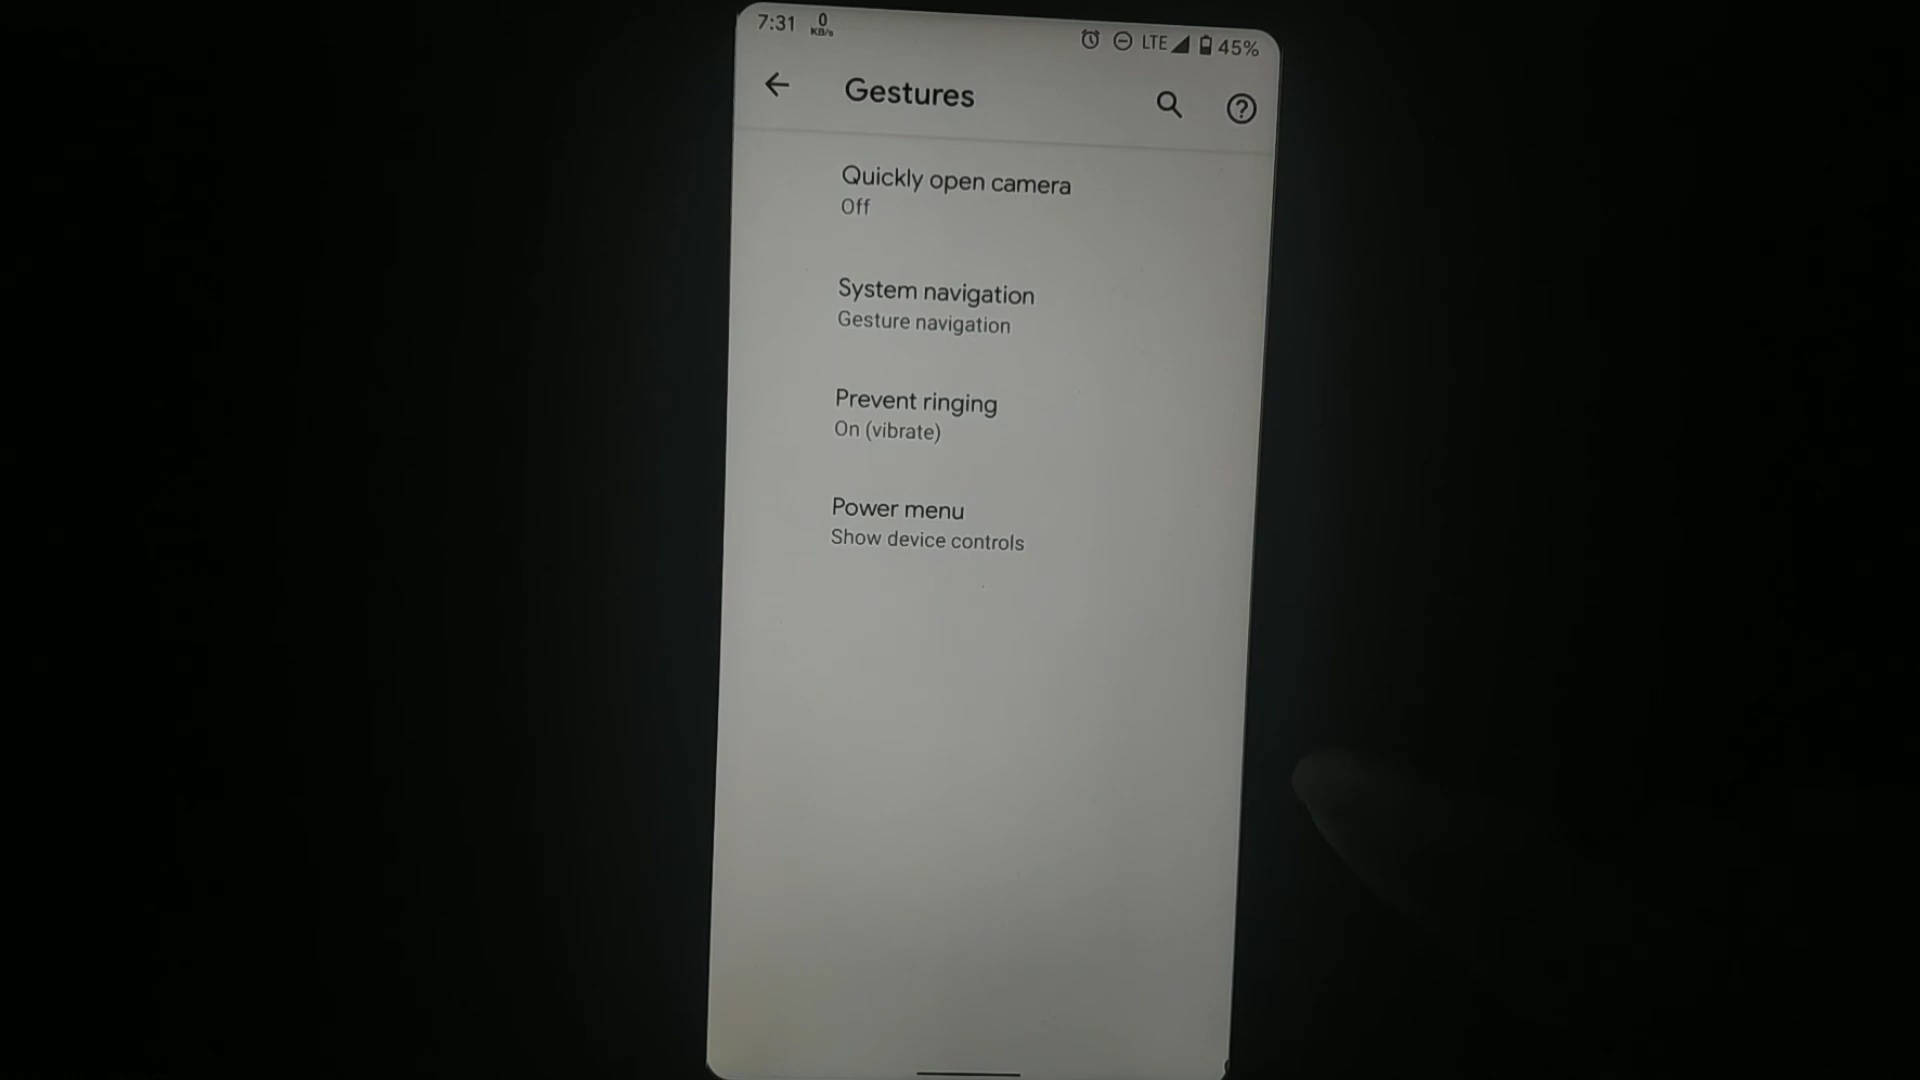 7:31 0 KB/s LTE 45%
Gestures
Quickly open camera
Off
System navigation
Gesture navigation
Prevent ringing
On (vibrate)
Power menu
Show device controls